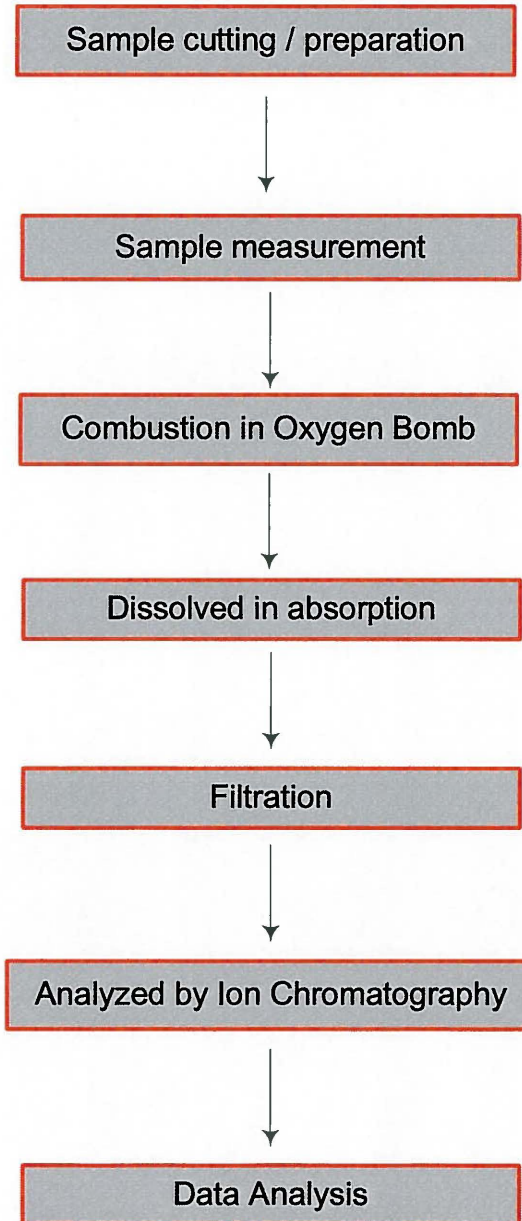 Sample cutting / preparation
Sample measurement
Combustion in Oxygen Bomb
Dissolved in absorption
Filtration
Analyzed by Ion Chromatography
Data Analysis